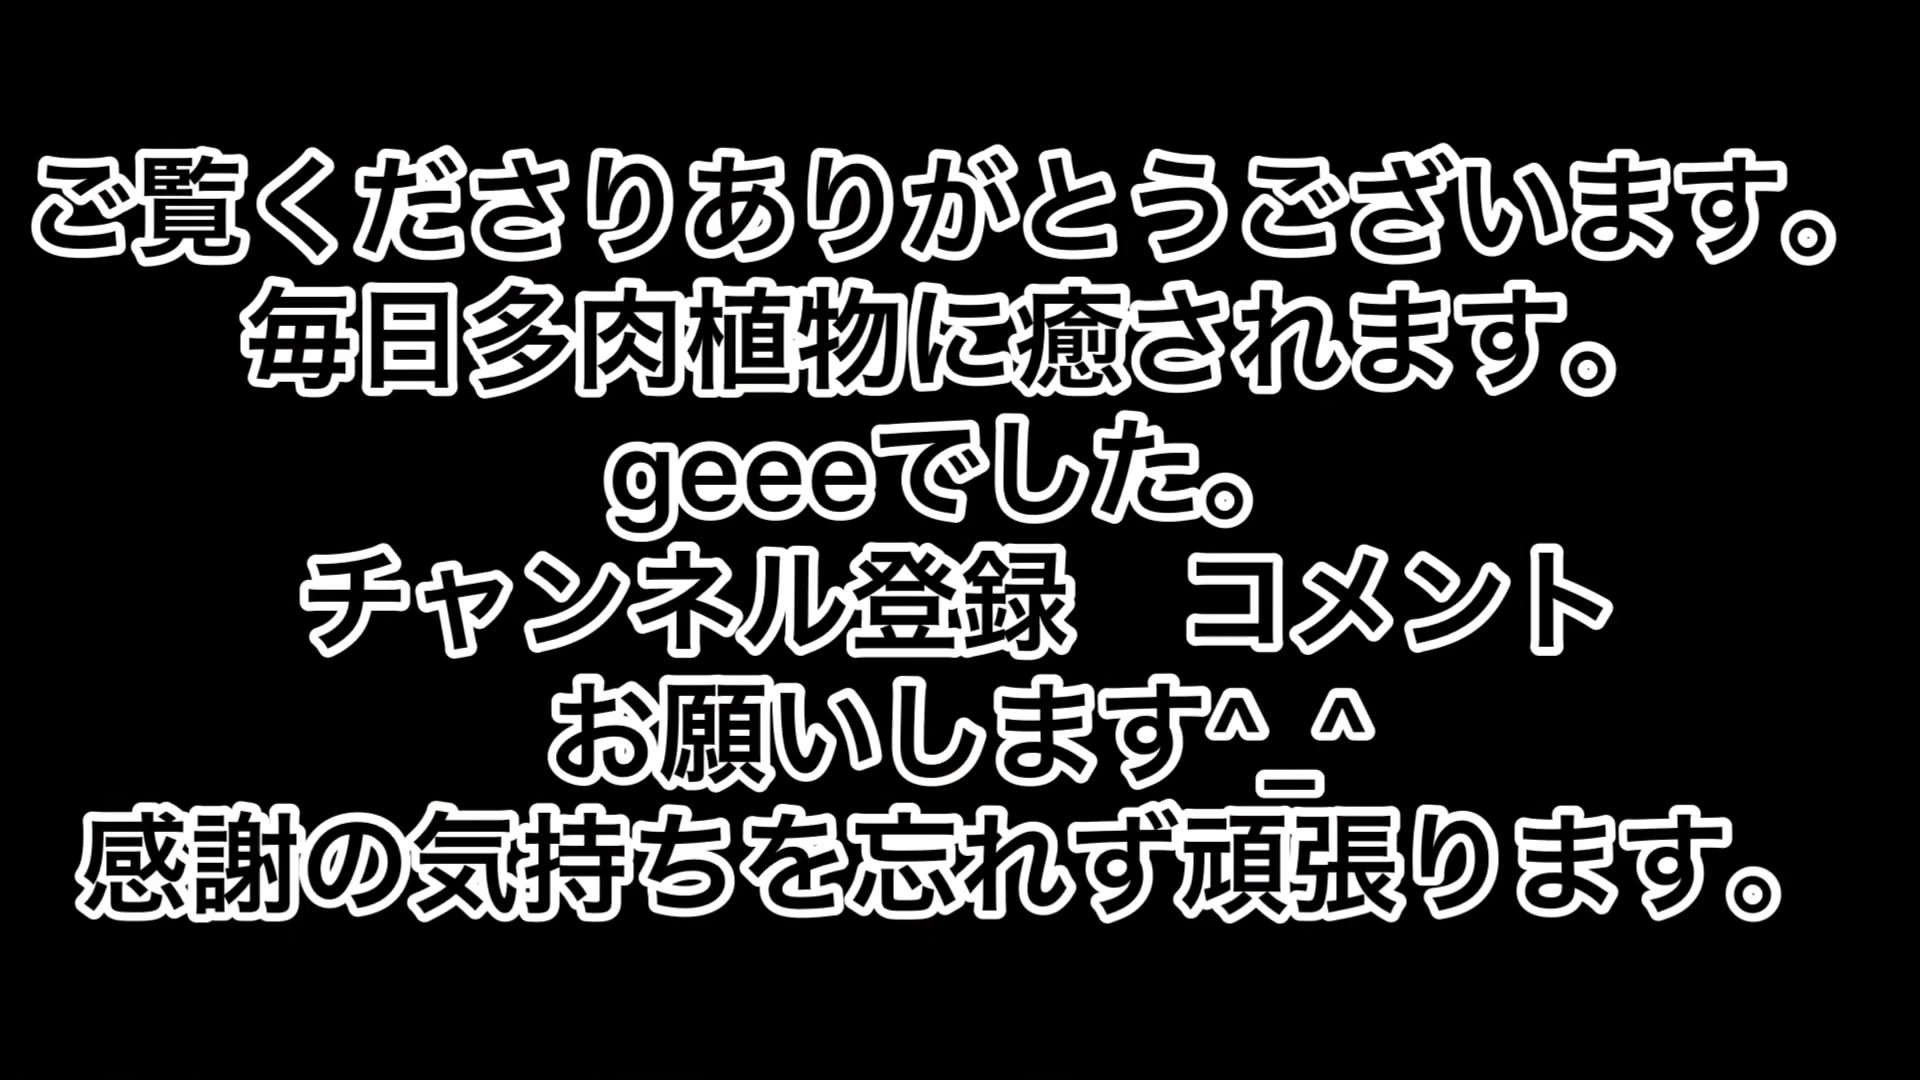 ご覧くださりありがとうございます。
毎日多肉植物に癒されます。
geeeでした。
チャンネル登録　コメント
お願いします^_^
感謝の気持ちを忘れず頑張ります。